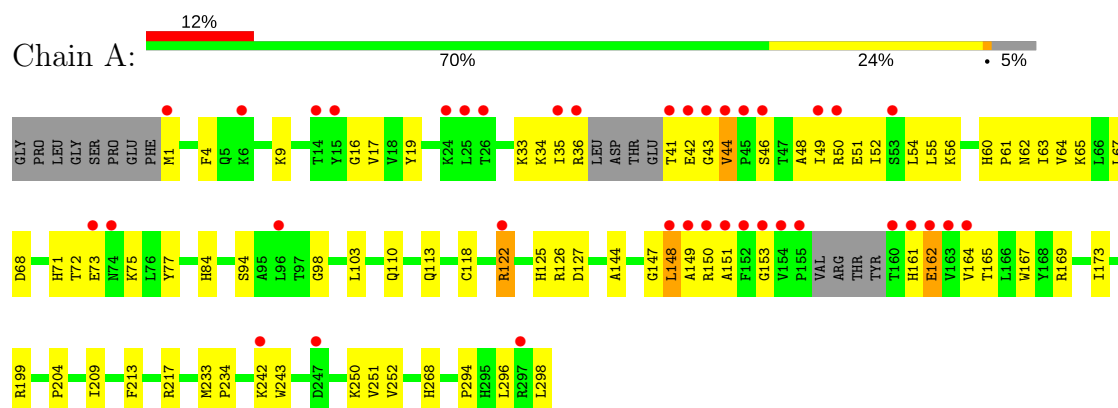 12%
Chain A:
70% 24% • 5%
GLY PRO LEU GLY SER PRO GLU PHE M1 F4 Q5 K6 K9 T14 Y15 G16 V17 V18 Y19 K24 L25 T26 K33 K34 I35 R36 LEU ASP THR GLU T41 E42 G43 V44 P45 S46 T47 A48 I49 R50 E51 I52 S53 L54 L55 K56 H60 P61 N62 I63 V64 K65 L66 L67
D68 H71 T72 E73 N74 K75 L76 Y77 H84 S94 A95 L96 T97 G98 L103 Q110 Q113 C118 R122 H125 R126 D127 A144 G147 L148 A149 R150 A151 F152 G153 V154 P155 VAL ARG THR TYR T160 H161 E162 V163 V164 T165 L166 W167 Y168 R169 I173
R199 P204 I209 F213 R217 M233 P234 K242 W243 D247 K250 V251 V252 H268 P294 H295 L296 R297 L298